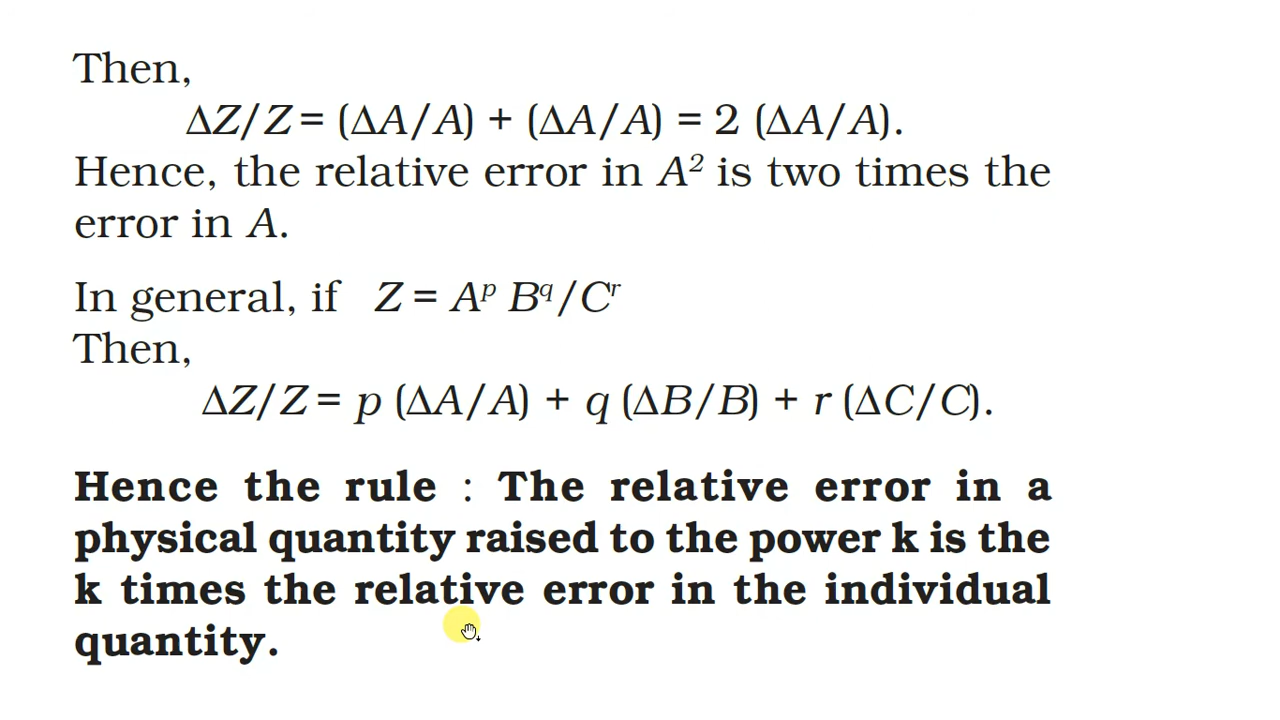 Then,
ΔZ/Z = (ΔA/A) + (ΔA/A) = 2 (ΔA/A).
Hence, the relative error in A² is two times the
error in A.
In general, if Z = Aᵖ B^q/Cʳ
Then,
ΔZ/Z = p (ΔA/A) + q (ΔB/B) + r (ΔC/C).
Hence the rule : The relative error in a
physical quantity raised to the power k is the
k times the relative error in the individual
quantity.